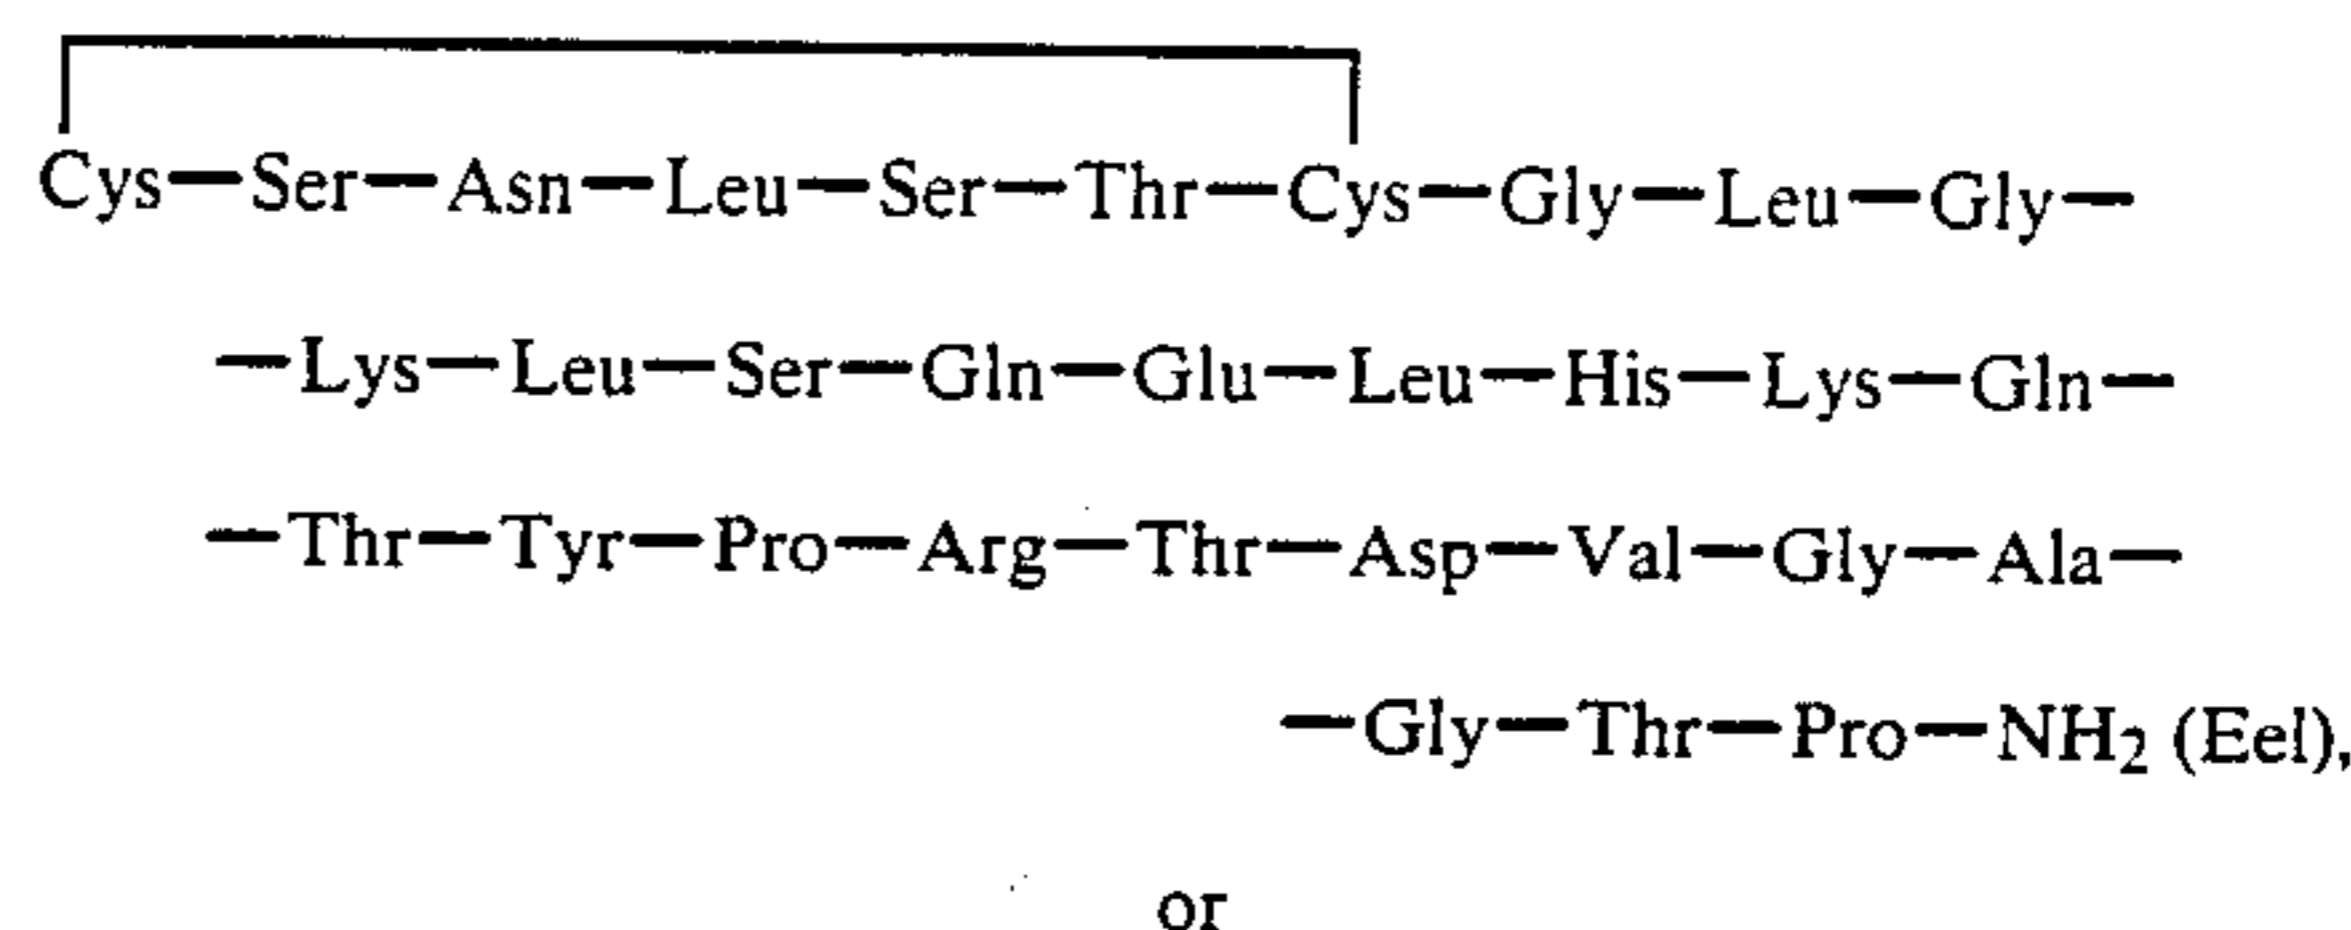 Cys—Ser—Asn—Leu—Ser—Thr—Cys—Gly—Leu—Gly—
—Lys—Leu—Ser—Gln—Glu—Leu—His—Lys—Gln—
—Thr—Tyr—Pro—Arg—Thr—Asp—Val—Gly—Ala—
—Gly—Thr—Pro—NH₂ (Eel),
or